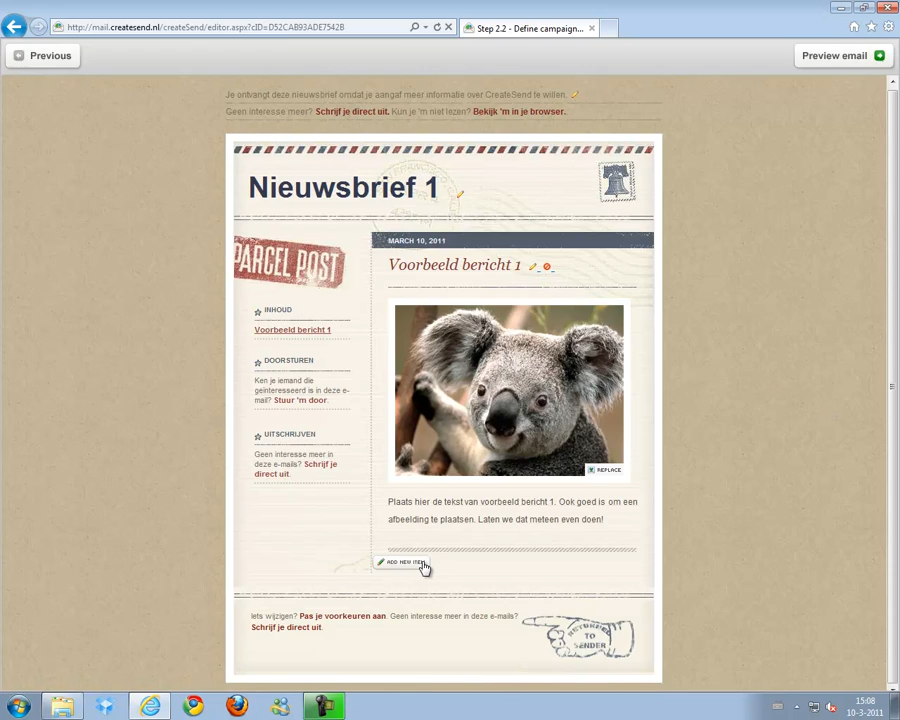 http://mail.createsend.nl/createSend/editor.aspx?cID=D52CAB93ADE7542B
Step 2.2 - Define campaign...
Previous
Preview email
Je ontvangt deze nieuwsbrief omdat je aangaf meer informatie over CreateSend te willen.
Geen interesse meer? Schrijf je direct uit. Kun je 'm niet lezen? Bekijk 'm in je browser.
Nieuwsbrief 1
PARCEL POST
MARCH 10, 2011
Voorbeeld bericht 1
INHOUD
Voorbeeld bericht 1
DOORSTUREN
Ken je iemand die
geinteresseerd is in deze e-
mail? Stuur 'm door.
UITSCHRIJVEN
Geen interesse meer in
deze e-mails? Schrijf je
direct uit.
REPLACE
Plaats hier de tekst van voorbeeld bericht 1. Ook goed is om een
afbeelding te plaatsen. Laten we dat meteen even doen!
ADD NEW ITEM
Iets wijzigen? Pas je voorkeuren aan. Geen interesse meer in deze e-mails?
Schrijf je direct uit.
RETURNED
TO
SENDER
15:08
10-3-2011